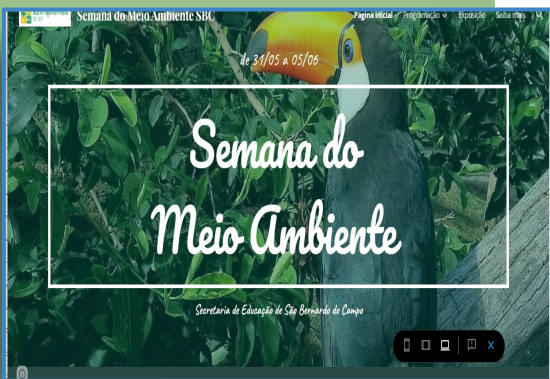 Semana do Meio Ambiente SBC
Página inicial Programação Exposição Saiba mais
de 31/05 a 05/06
Semana do
Meio Ambiente
Secretaria de Educação de São Bernardo do Campo
X